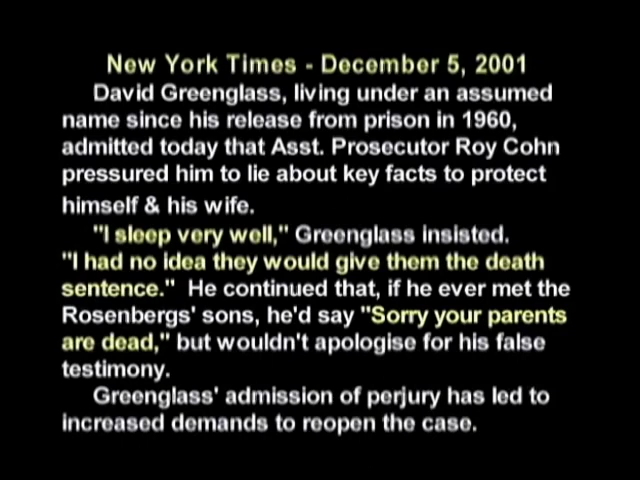 New York Times - December 5, 2001
David Greenglass, living under an assumed
name since his release from prison in 1960,
admitted today that Asst. Prosecutor Roy Cohn
pressured him to lie about key facts to protect
himself & his wife.
"I sleep very well," Greenglass insisted.
"I had no idea they would give them the death
sentence." He continued that, if he ever met the
Rosenbergs' sons, he'd say "Sorry your parents
are dead," but wouldn't apologise for his false
testimony.
Greenglass' admission of perjury has led to
increased demands to reopen the case.